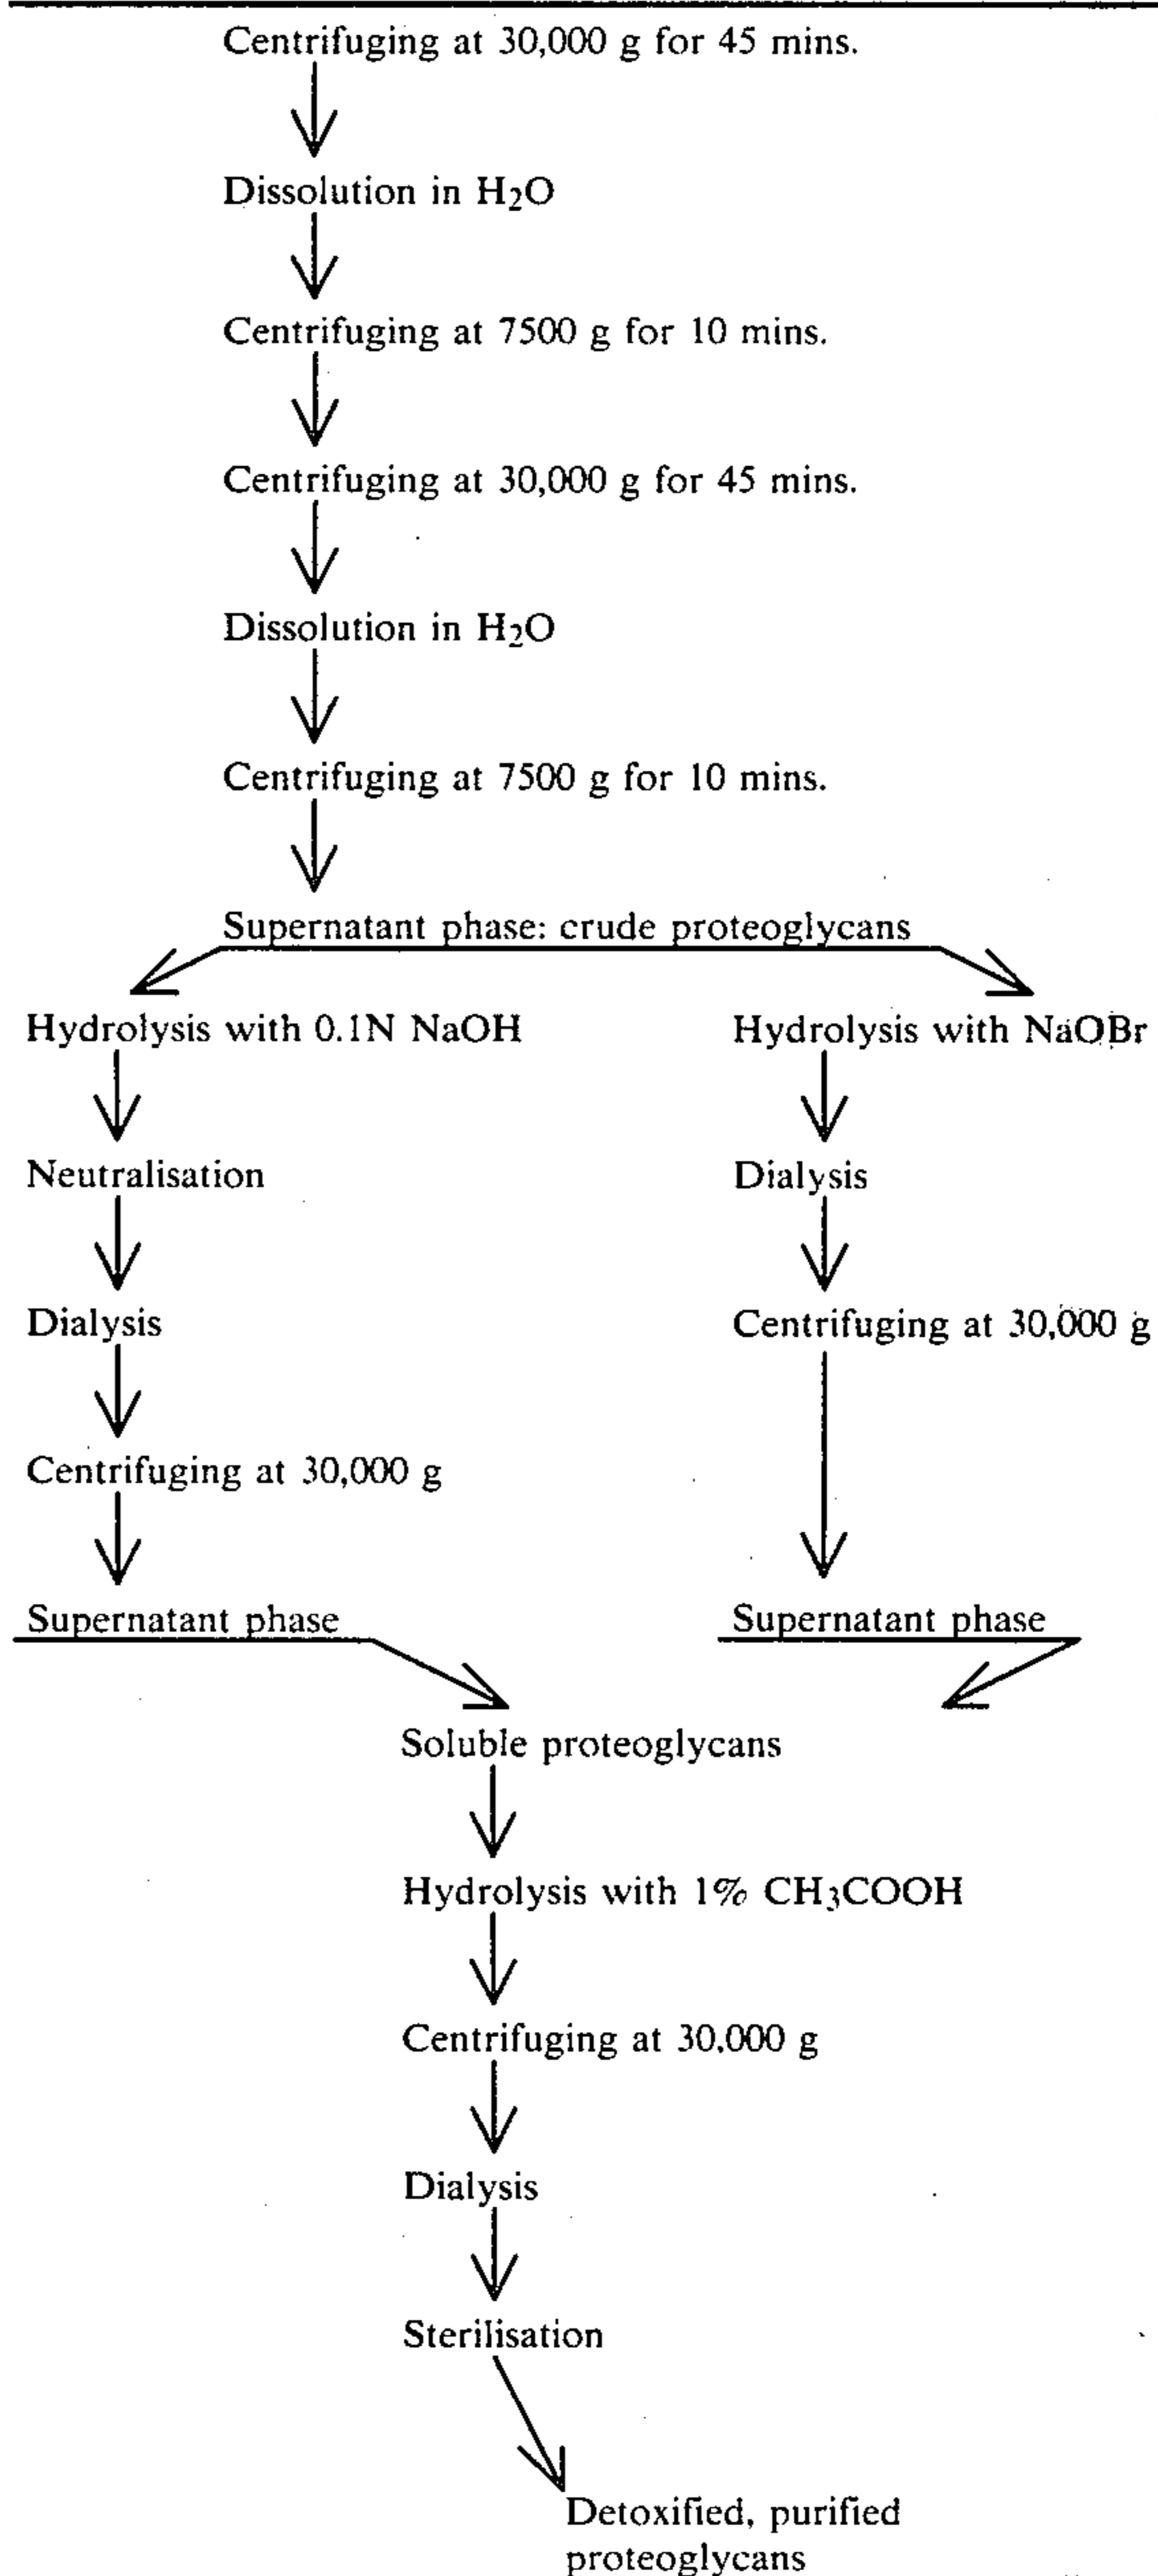 Centrifuging at 30,000 g for 45 mins.
Dissolution in H₂O
Centrifuging at 7500 g for 10 mins.
Centrifuging at 30,000 g for 45 mins.
Dissolution in H₂O
Centrifuging at 7500 g for 10 mins.
Supernatant phase: crude proteoglycans
Hydrolysis with 0.1N NaOH
Hydrolysis with NaOBr
Neutralisation
Dialysis
Dialysis
Centrifuging at 30,000 g
Centrifuging at 30,000 g
Supernatant phase
Supernatant phase
Soluble proteoglycans
Hydrolysis with 1% CH₃COOH
Centrifuging at 30,000 g
Dialysis
Sterilisation
Detoxified, purified
proteoglycans